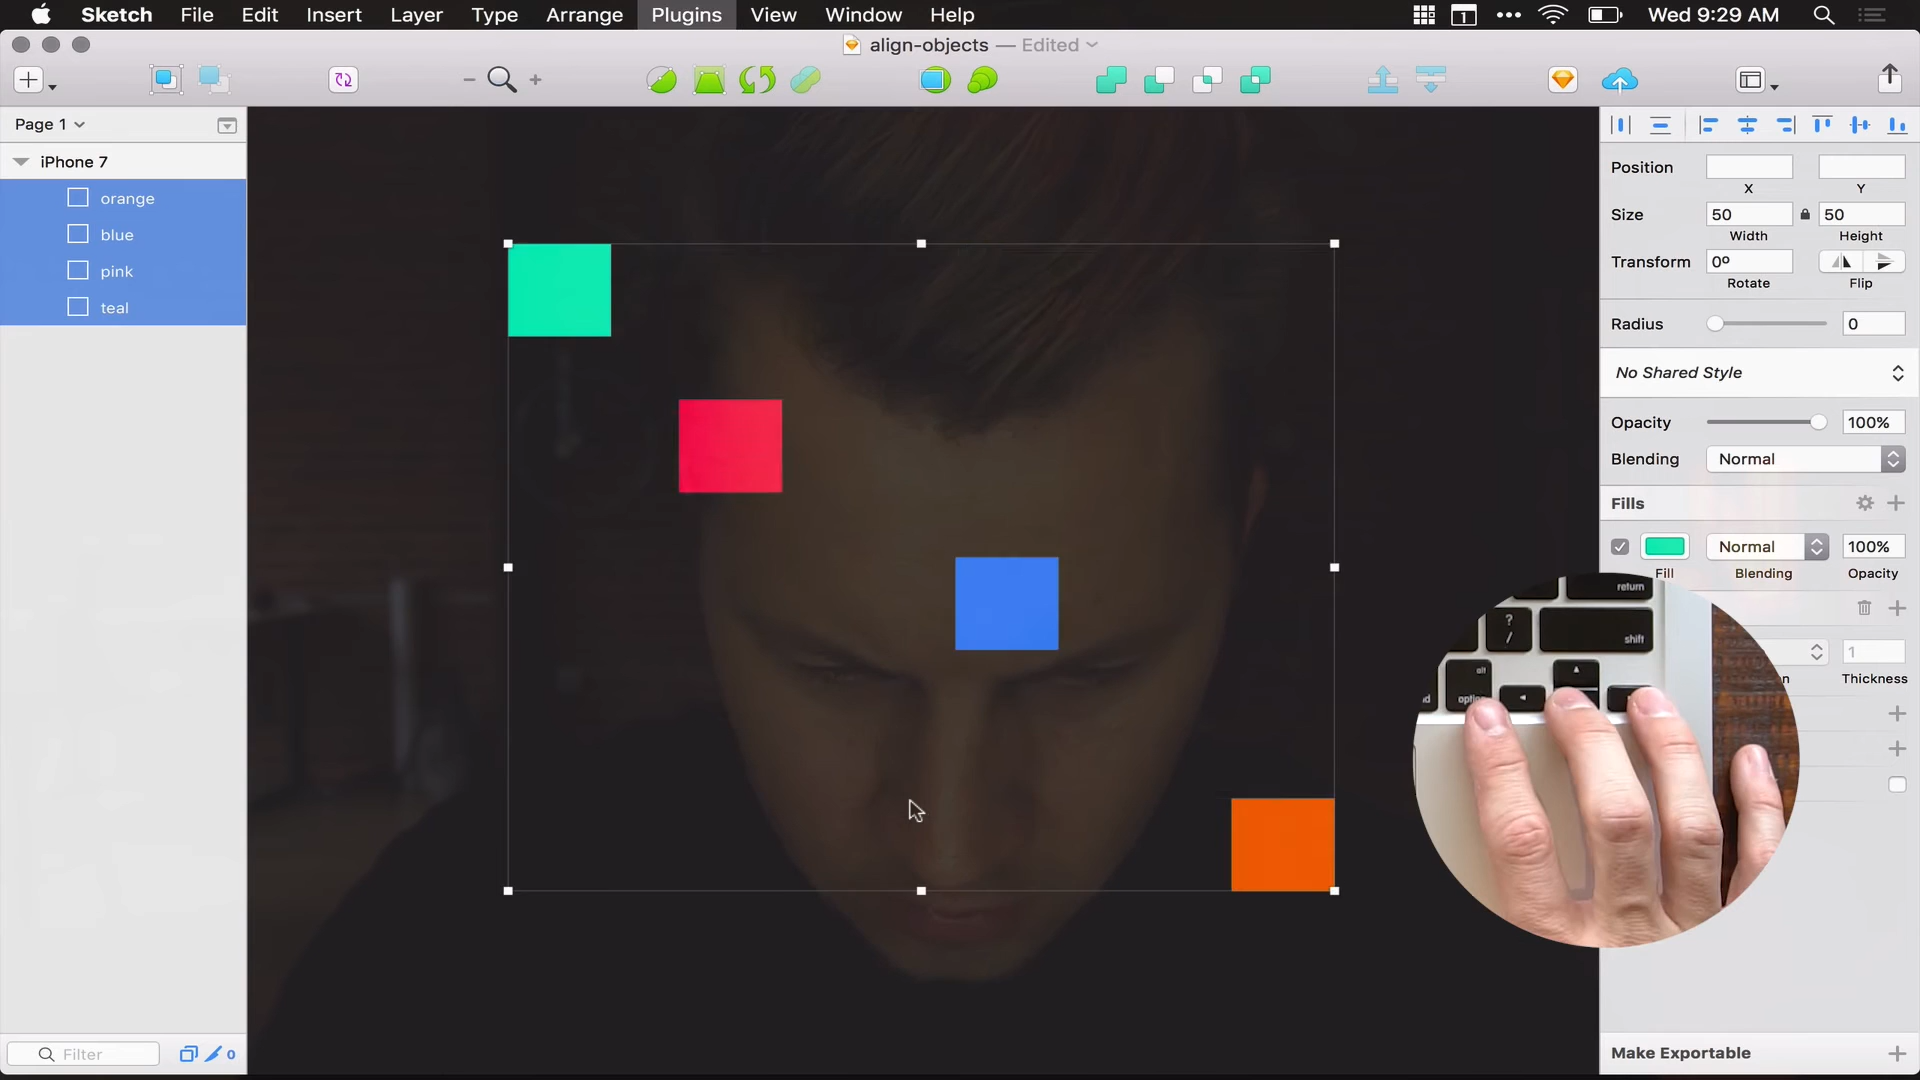 Sketch File Edit Insert Layer Type Arrange Plugins View Window Help 1 Wed 9:29 AM
align-objects — Edited
Page 1
iPhone 7
orange
blue
pink
teal
Filter 0
Position
X Y
Size 50 50
Width Height
Transform 0º
Rotate Flip
Radius 0
No Shared Style
Opacity 100%
Blending Normal
Fills
Normal 100%
Fill Blending Opacity
1
Thickness
return
?
/
shift
alt
Make Exportable